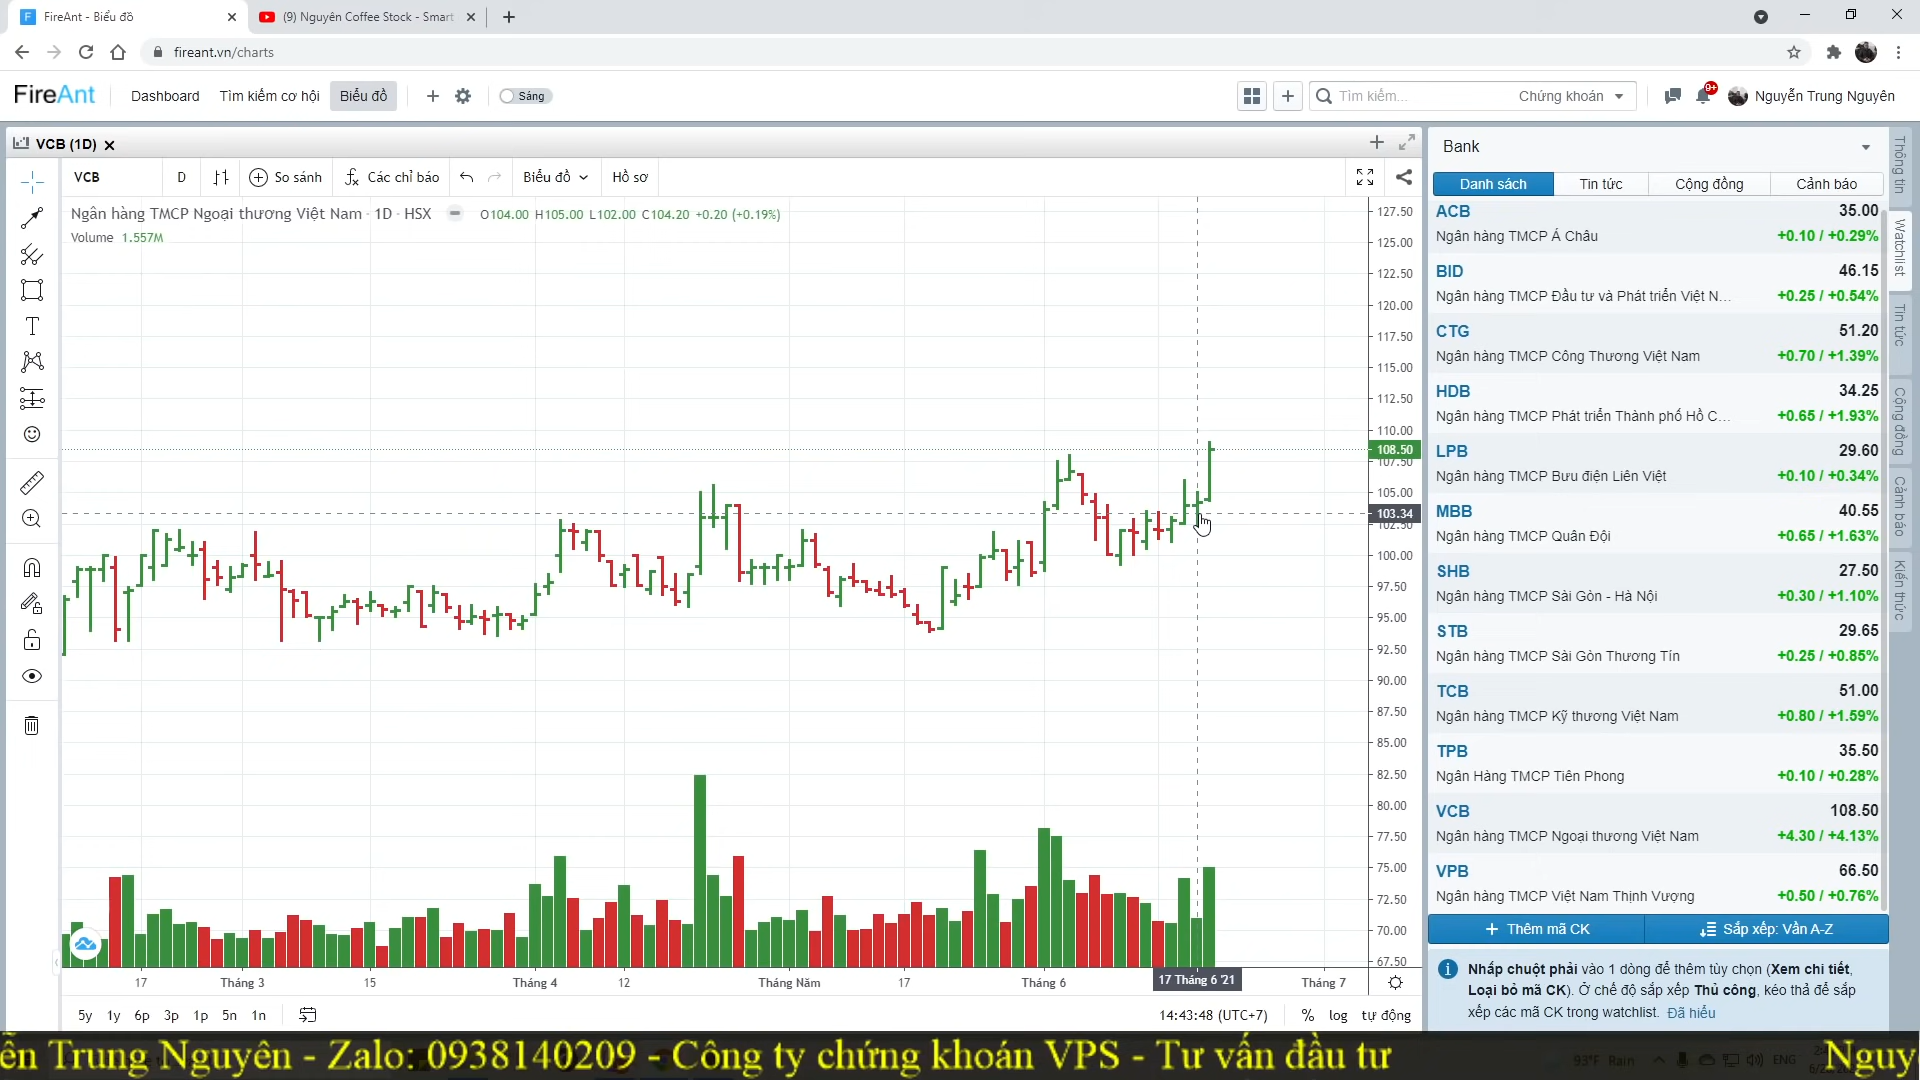 FireAnt - Biểu đồ
(9) Nguyên Coffee Stock - Smart
fireant.vn/charts
FireAnt Dashboard Tìm kiếm cơ hội Biểu đồ Sáng Tìm kiếm... Chứng khoán 9+ Nguyễn Trung Nguyên
VCB (1D)
VCB D So sánh Các chỉ báo Biểu đồ Hồ sơ
Ngân hàng TMCP Ngoại thương Việt Nam · 1D · HSX O104.00 H105.00 L102.00 C104.20 +0.20 (+0.19%)
Volume 1.557M
127.50
125.00
122.50
120.00
117.50
115.00
112.50
110.00
108.50
107.50
105.00
103.34
102.50
100.00
97.50
95.00
92.50
90.00
87.50
85.00
82.50
80.00
77.50
75.00
72.50
70.00
67.50
17 Tháng 3 15 Tháng 4 12 Tháng Năm 17 Tháng 6 17 Tháng 6 '21 Tháng 7
5y 1y 6p 3p 1p 5n 1n 14:43:48 (UTC+7) % log tự động
Bank
Danh sách Tin tức Cộng đồng Cảnh báo
ACB 35.00
Ngân hàng TMCP Á Châu +0.10 / +0.29%
BID 46.15
Ngân hàng TMCP Đầu tư và Phát triển Việt N... +0.25 / +0.54%
CTG 51.20
Ngân hàng TMCP Công Thương Việt Nam +0.70 / +1.39%
HDB 34.25
Ngân hàng TMCP Phát triển Thành phố Hồ C... +0.65 / +1.93%
LPB 29.60
Ngân hàng TMCP Bưu điện Liên Việt +0.10 / +0.34%
MBB 40.55
Ngân hàng TMCP Quân Đội +0.65 / +1.63%
SHB 27.50
Ngân hàng TMCP Sài Gòn - Hà Nội +0.30 / +1.10%
STB 29.65
Ngân hàng TMCP Sài Gòn Thương Tín +0.25 / +0.85%
TCB 51.00
Ngân hàng TMCP Kỹ thương Việt Nam +0.80 / +1.59%
TPB 35.50
Ngân Hàng TMCP Tiên Phong +0.10 / +0.28%
VCB 108.50
Ngân hàng TMCP Ngoại thương Việt Nam +4.30 / +4.13%
VPB 66.50
Ngân hàng TMCP Việt Nam Thịnh Vượng +0.50 / +0.76%
Thêm mã CK Sắp xếp: Vần A-Z
Nhấp chuột phải vào 1 dòng để thêm tùy chọn (Xem chi tiết,
Loại bỏ mã CK). Ở chế độ sắp xếp Thủ công, kéo thả để sắp
xếp các mã CK trong watchlist. Đã hiểu
Thông tin
Watchlist
Tin tức
Cộng đồng
Cảnh báo
Kiến thức
ễn Trung Nguyên - Zalo: 0938140209 - Công ty chứng khoán VPS - Tư vấn đầu tư Nguy
93°F Rain ENG